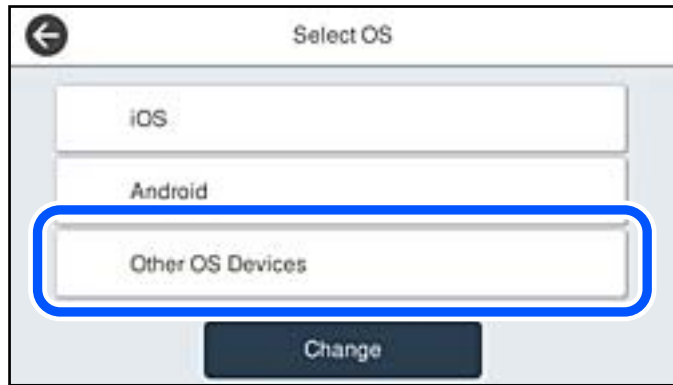 Select OS
iOS
Android
Other OS Devices
Change